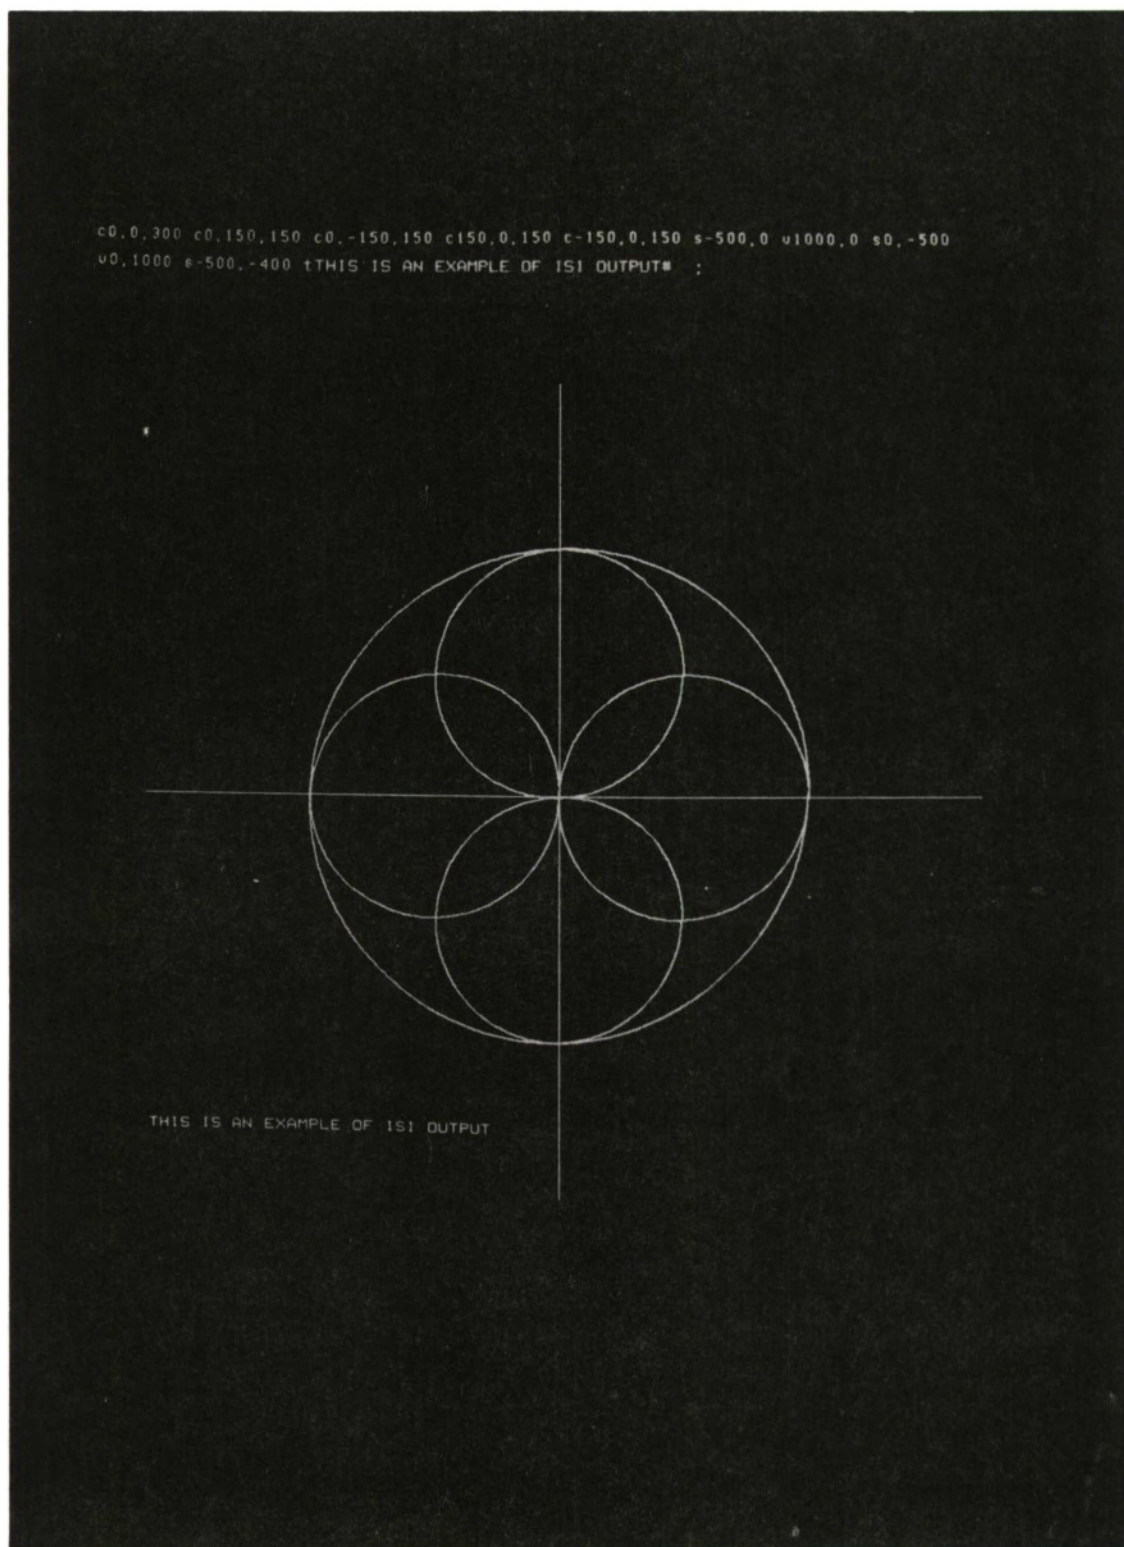 c0,0,300 c0,150,150 c0,-150,150 c150,0,150 c-150,0,150 s-500,0 v1000,0 s0,-500
v0,1000 s-500,-400 tTHIS IS AN EXAMPLE OF ISI OUTPUT# ;
THIS IS AN EXAMPLE OF ISI OUTPUT